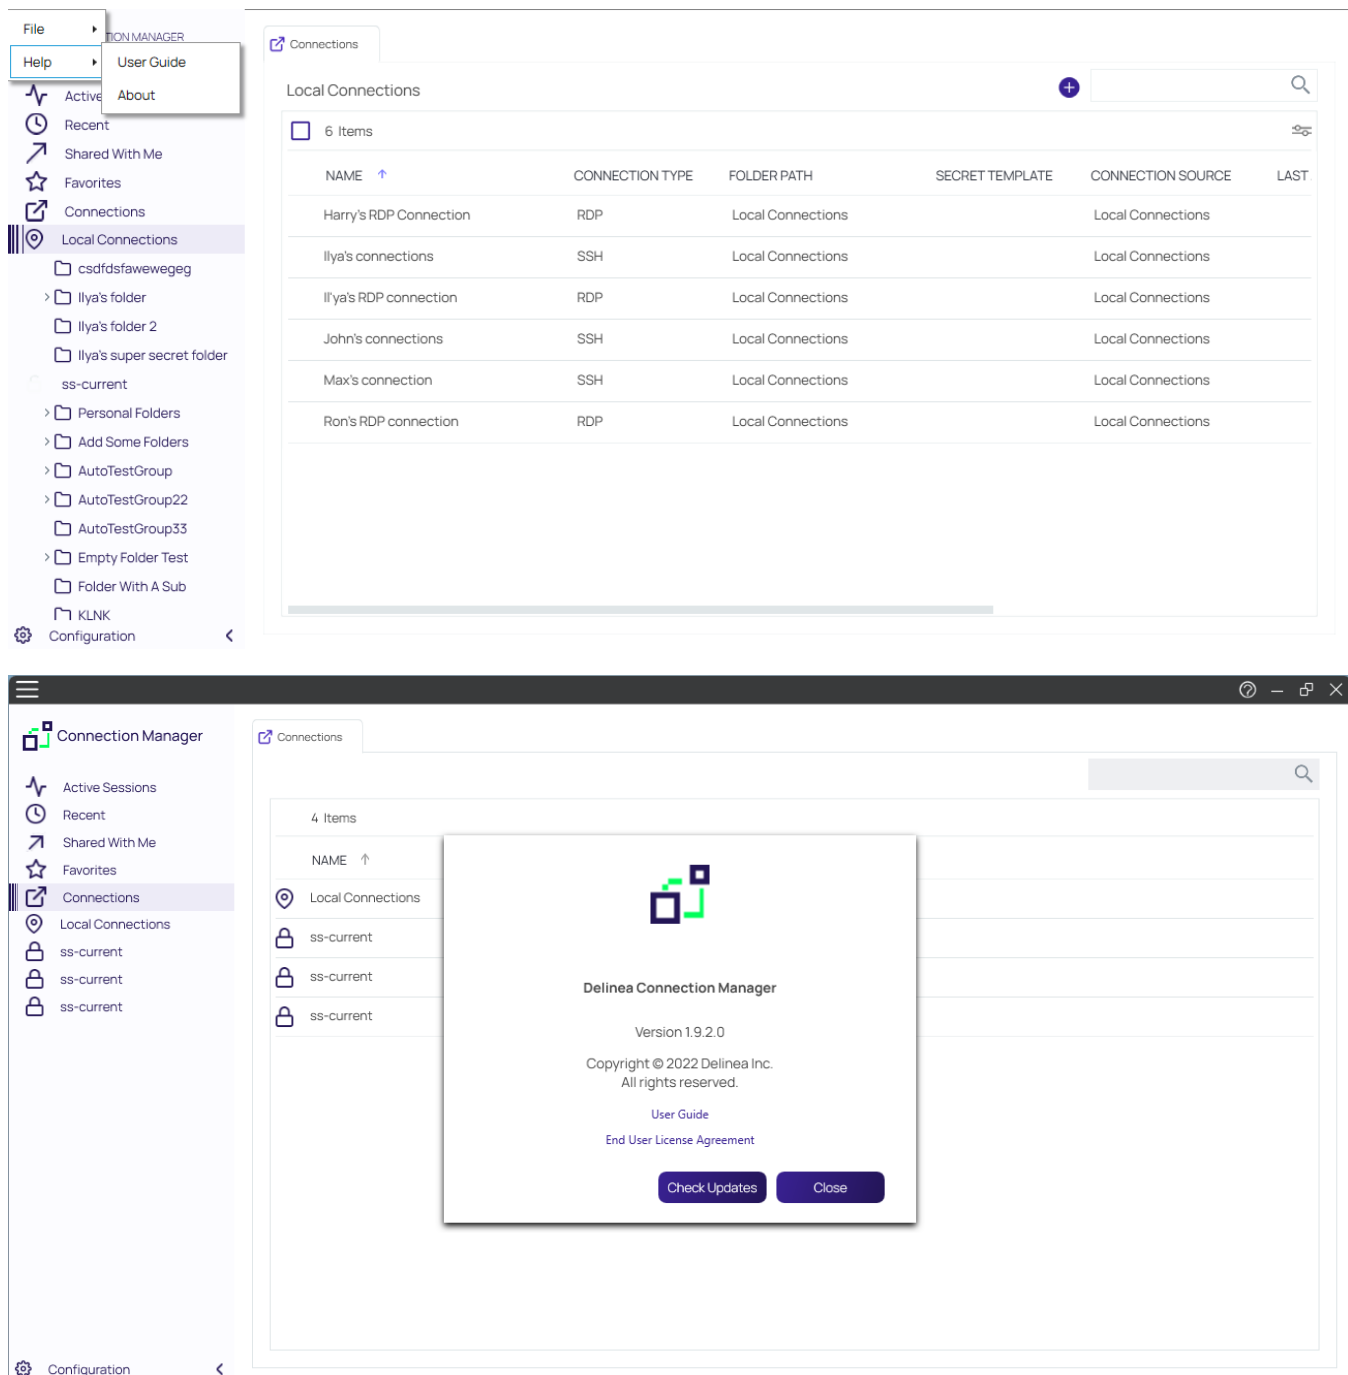 File
TION MANAGER
Help
User Guide
About
Active
Recent
Shared With Me
Favorites
Connections
Local Connections
csdfdsfawewegeg
Ilya's folder
Ilya's folder 2
Ilya's super secret folder
ss-current
Personal Folders
Add Some Folders
AutoTestGroup
AutoTestGroup22
AutoTestGroup33
Empty Folder Test
Folder With A Sub
KLNK
Configuration
Connections
Local Connections
6 Items
NAME CONNECTION TYPE FOLDER PATH SECRET TEMPLATE CONNECTION SOURCE LAST
Harry's RDP Connection RDP Local Connections Local Connections
Ilya's connections SSH Local Connections Local Connections
Il'ya's RDP connection RDP Local Connections Local Connections
John's connections SSH Local Connections Local Connections
Max's connection SSH Local Connections Local Connections
Ron's RDP connection RDP Local Connections Local Connections
Connection Manager
Active Sessions
Recent
Shared With Me
Favorites
Connections
Local Connections
ss-current
ss-current
ss-current
Configuration
Connections
4 Items
NAME
Local Connections
ss-current
ss-current
ss-current
Delinea Connection Manager
Version 1.9.2.0
Copyright © 2022 Delinea Inc.
All rights reserved.
User Guide
End User License Agreement
Check Updates Close